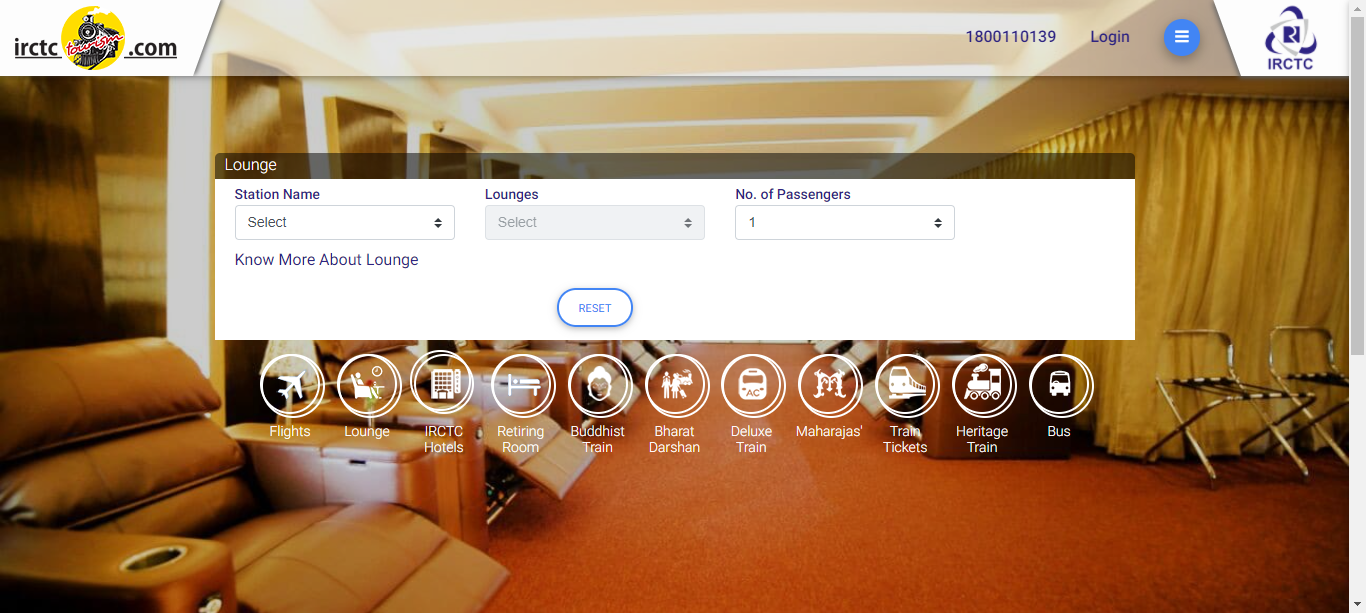 irctc tourism .com
1800110139
Login
IRCTC
Lounge
Station Name
Lounges
No. of Passengers
Select
Select
1
Know More About Lounge
RESET
AC
Flights
Lounge
IRCTC
Hotels
Retiring
Room
Buddhist
Train
Bharat
Darshan
Deluxe
Train
Maharajas'
Train
Tickets
Heritage
Train
Bus